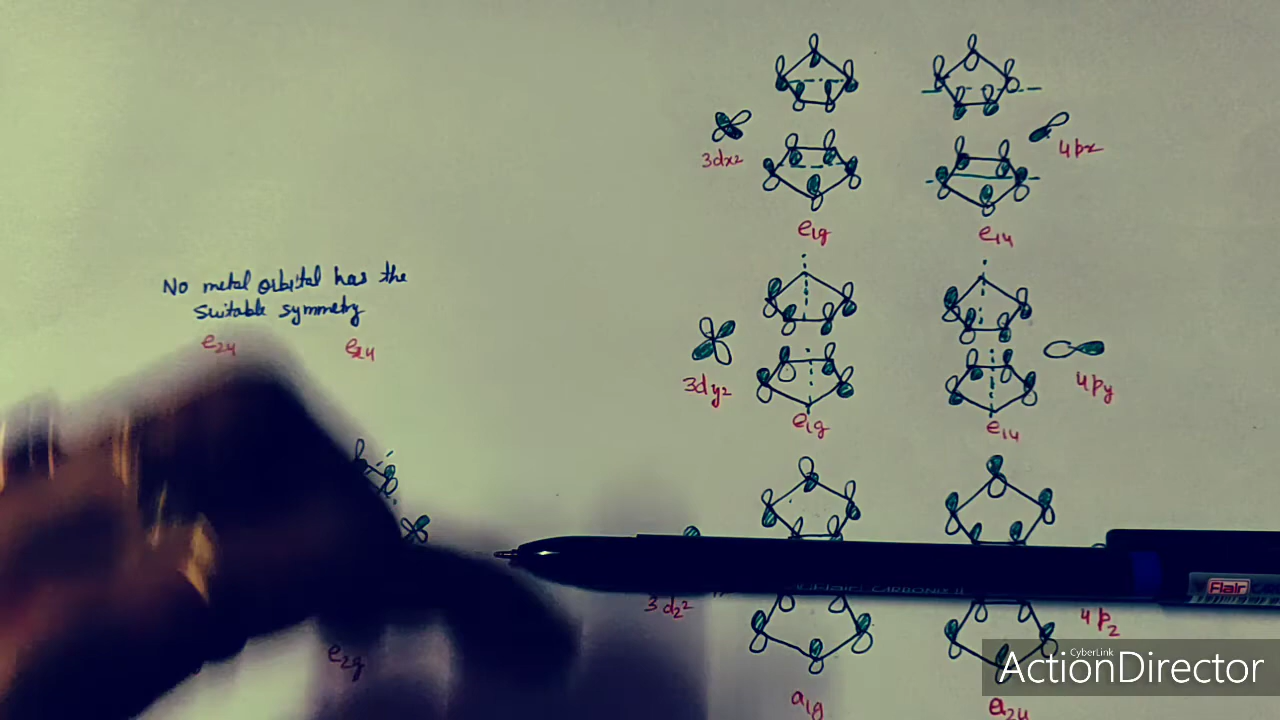 3dxz
4px
e1g
e1u
No metal orbital has the
suitable symmetry
e2u
e2u
3dyz
4py
e1g
e1u
Flair
3dz²
4pz
e2g
CyberLink
ActionDirector
a1g
a2u